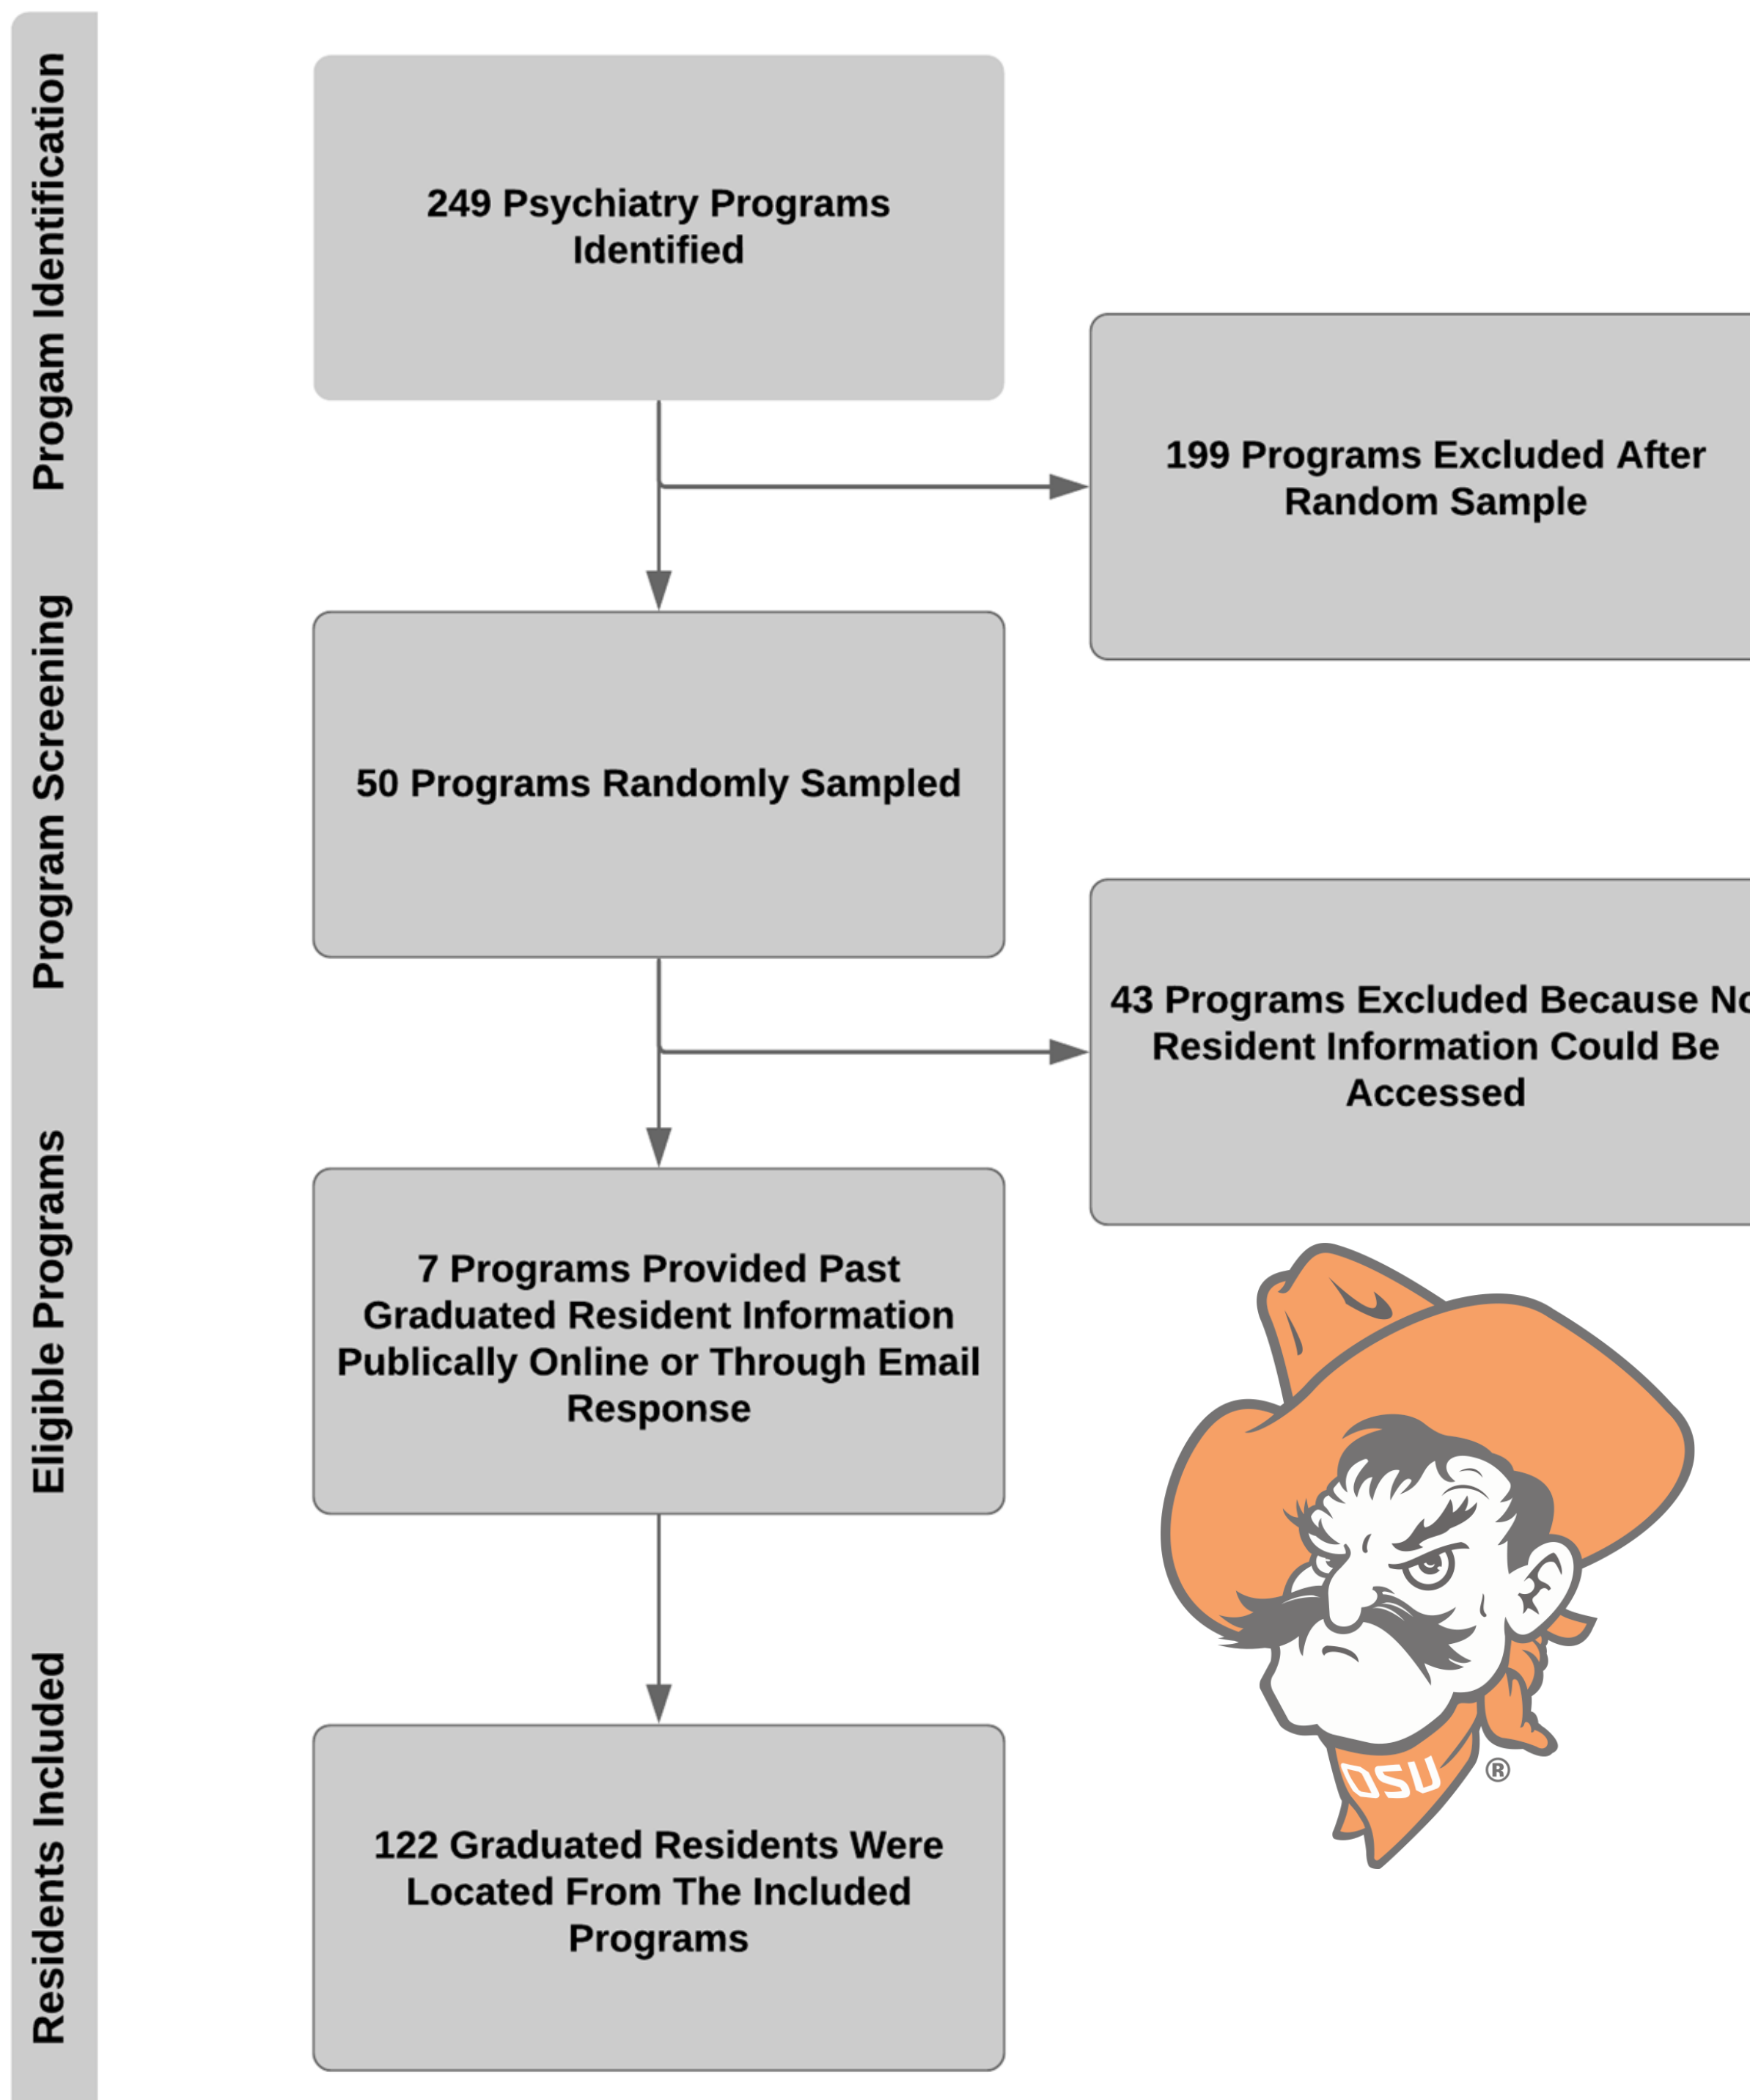 Progam Identification
249 Psychiatry Programs
Identified
199 Programs Excluded After
Random Sample
Program Screening
50 Programs Randomly Sampled
43 Programs Excluded Because No
Resident Information Could Be
Accessed
Eligible Programs
7 Programs Provided Past
Graduated Resident Information
Publically Online or Through Email
Response
Residents Included
122 Graduated Residents Were
Located From The Included
Programs
OSU
®